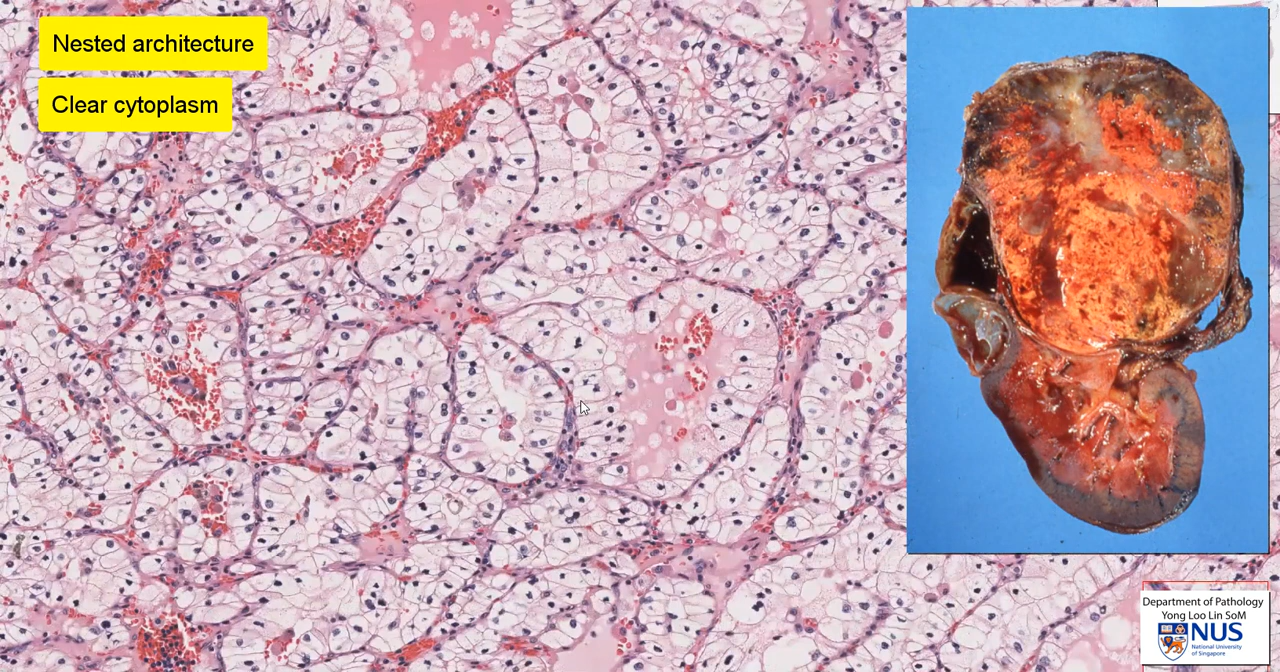 Nested architecture
Clear cytoplasm
Department of Pathology
Yong Loo Lin SoM
NUS
National University
of Singapore